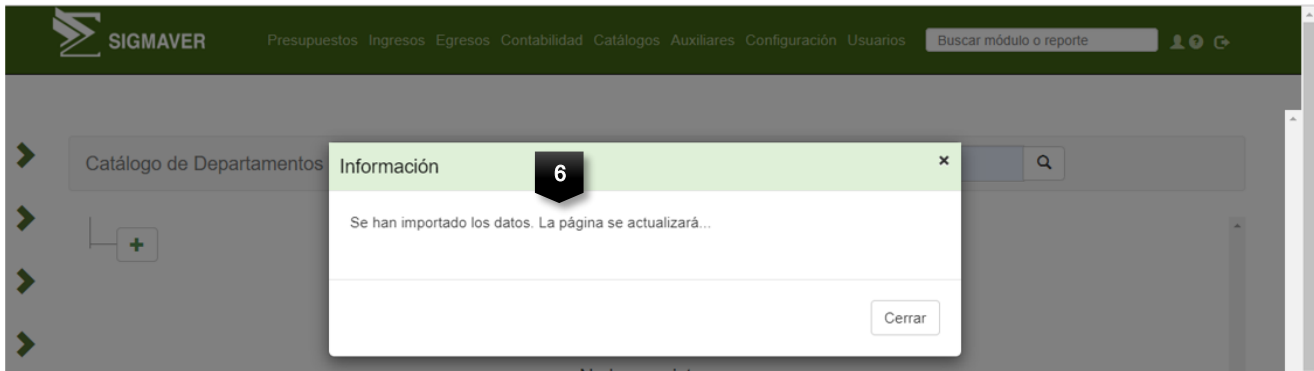 SIGMAVER Presupuestos Ingresos Egresos Contabilidad Catálogos Auxiliares Configuración Usuarios Buscar módulo o reporte
Catálogo de Departamentos
Información
6
Se han importado los datos. La página se actualizará...
Cerrar